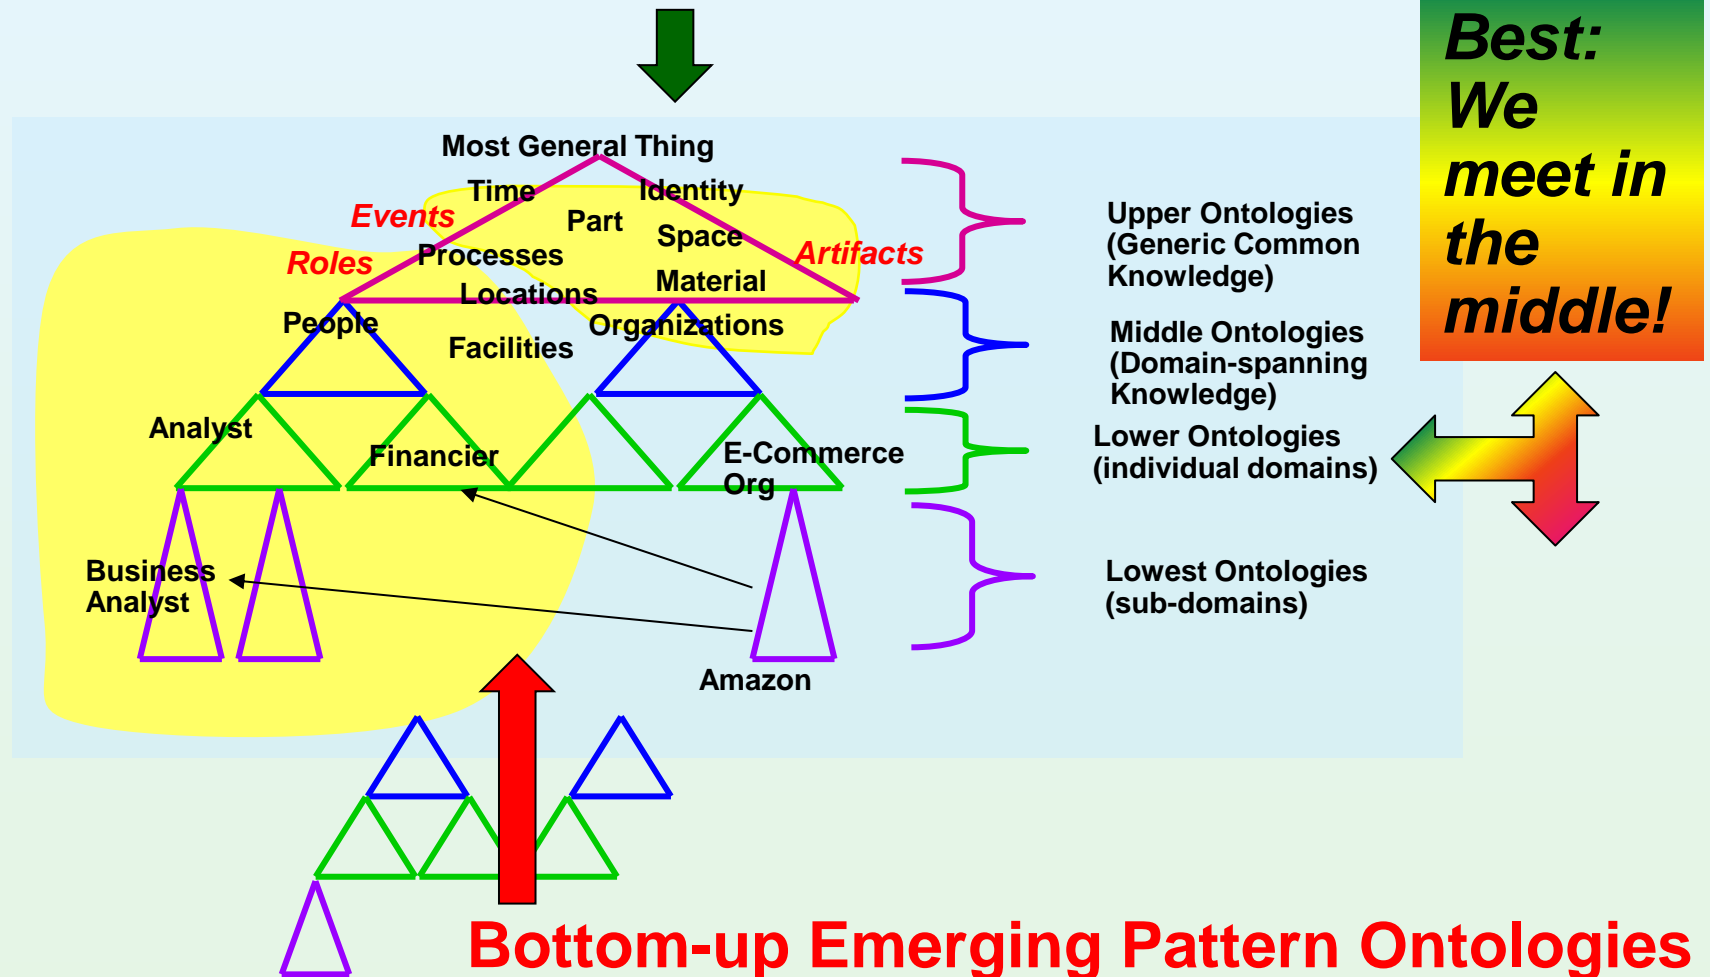 Best:
We
meet in
the
middle!
Most General Thing
Time
Identity
Events
Part
Space
Roles
Processes
Artifacts
Material
Locations
People
Organizations
Facilities
Analyst
Financier
E-Commerce
Org
Business
Analyst
Amazon
Upper Ontologies
(Generic Common
Knowledge)
Middle Ontologies
(Domain-spanning
Knowledge)
Lower Ontologies
(individual domains)
Lowest Ontologies
(sub-domains)
Bottom-up Emerging Pattern Ontologies